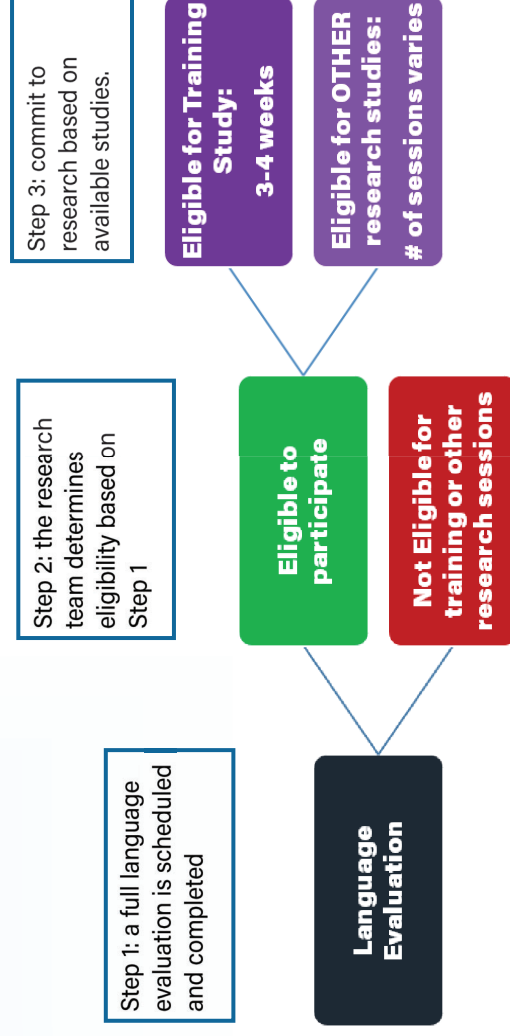 Step 1: a full language
evaluation is scheduled
and completed
Language
Evaluation
Step 2: the research
team determines
eligibility based on
Step 1
Eligible to
participate
Not Eligible for
training or other
research sessions
Step 3: commit to
research based on
available studies.
Eligible for Training
Study:
3-4 weeks
Eligible for OTHER
research studies:
# of sessions varies